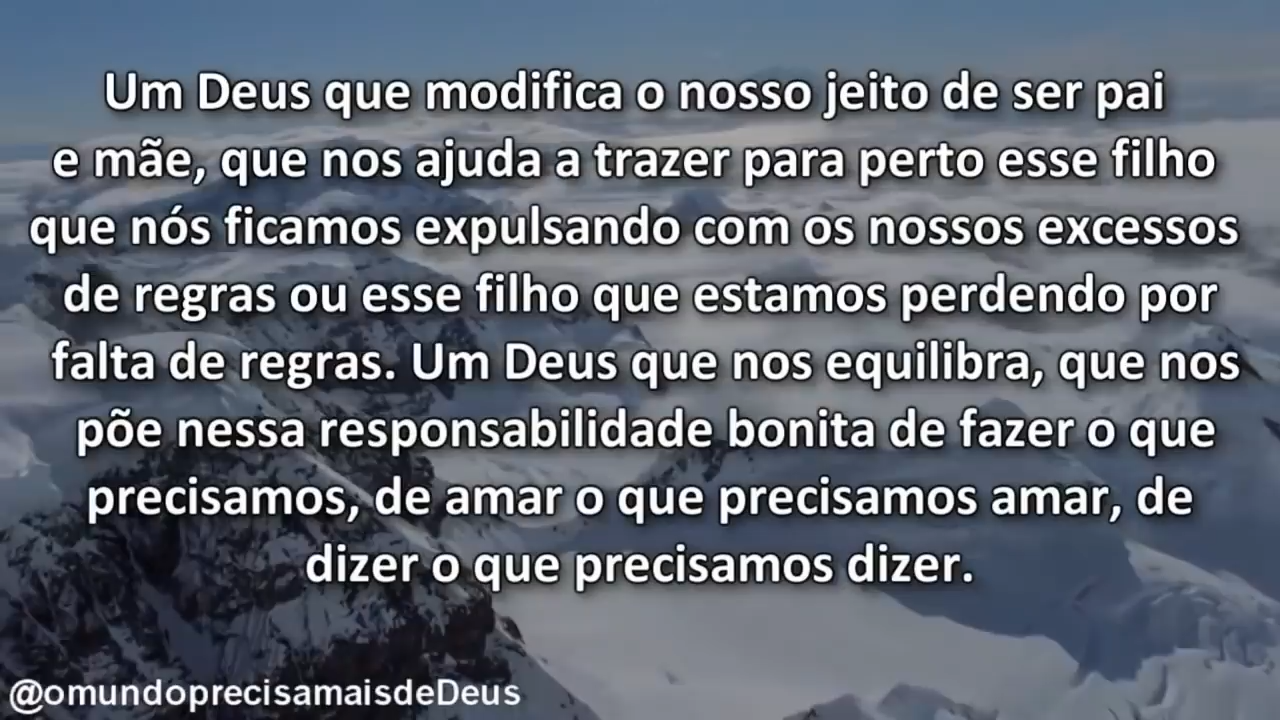 Um Deus que modifica o nosso jeito de ser pai
e mãe, que nos ajuda a trazer para perto esse filho
que nós ficamos expulsando com os nossos excessos
de regras ou esse filho que estamos perdendo por
falta de regras. Um Deus que nos equilibra, que nos
põe nessa responsabilidade bonita de fazer o que
precisamos, de amar o que precisamos amar, de
dizer o que precisamos dizer.
@omundoprecisamaisdeDeus